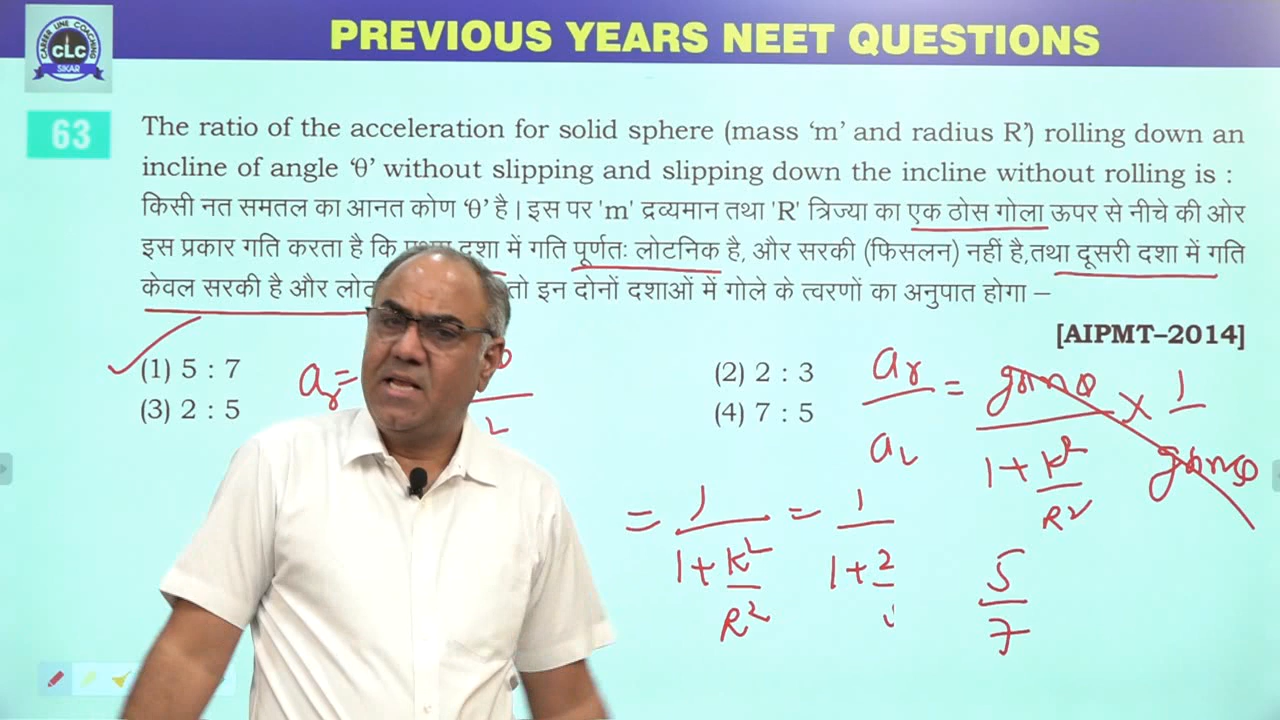 PREVIOUS YEARS NEET QUESTIONS
CAREER LINE COACHING
CLC
SIKAR
63
The ratio of the acceleration for solid sphere (mass 'm' and radius R') rolling down an
incline of angle 'θ' without slipping and slipping down the incline without rolling is :
किसी नत समतल का आनत कोण 'θ' है। इस पर 'm' द्रव्यमान तथा 'R' त्रिज्या का एक ठोस गोला ऊपर से नीचे की ओर
इस प्रकार गति करता है कि दशा में गति पूर्णतः लोटनिक है, और सरकी (फिसलन) नहीं है,तथा दूसरी दशा में गति
केवल सरकी है और तो इन दोनों दशाओं में गोले के त्वरणों का अनुपात होगा –
[AIPMT–2014]
(1) 5 : 7
(2) 2 : 3
(3) 2 : 5
(4) 7 : 5
a =
a / a = gsinθ / 1 + K² / R² × 1 / gsinθ
= 1 / 1 + K² / R² = 1 / 1 + 2
5 / 7